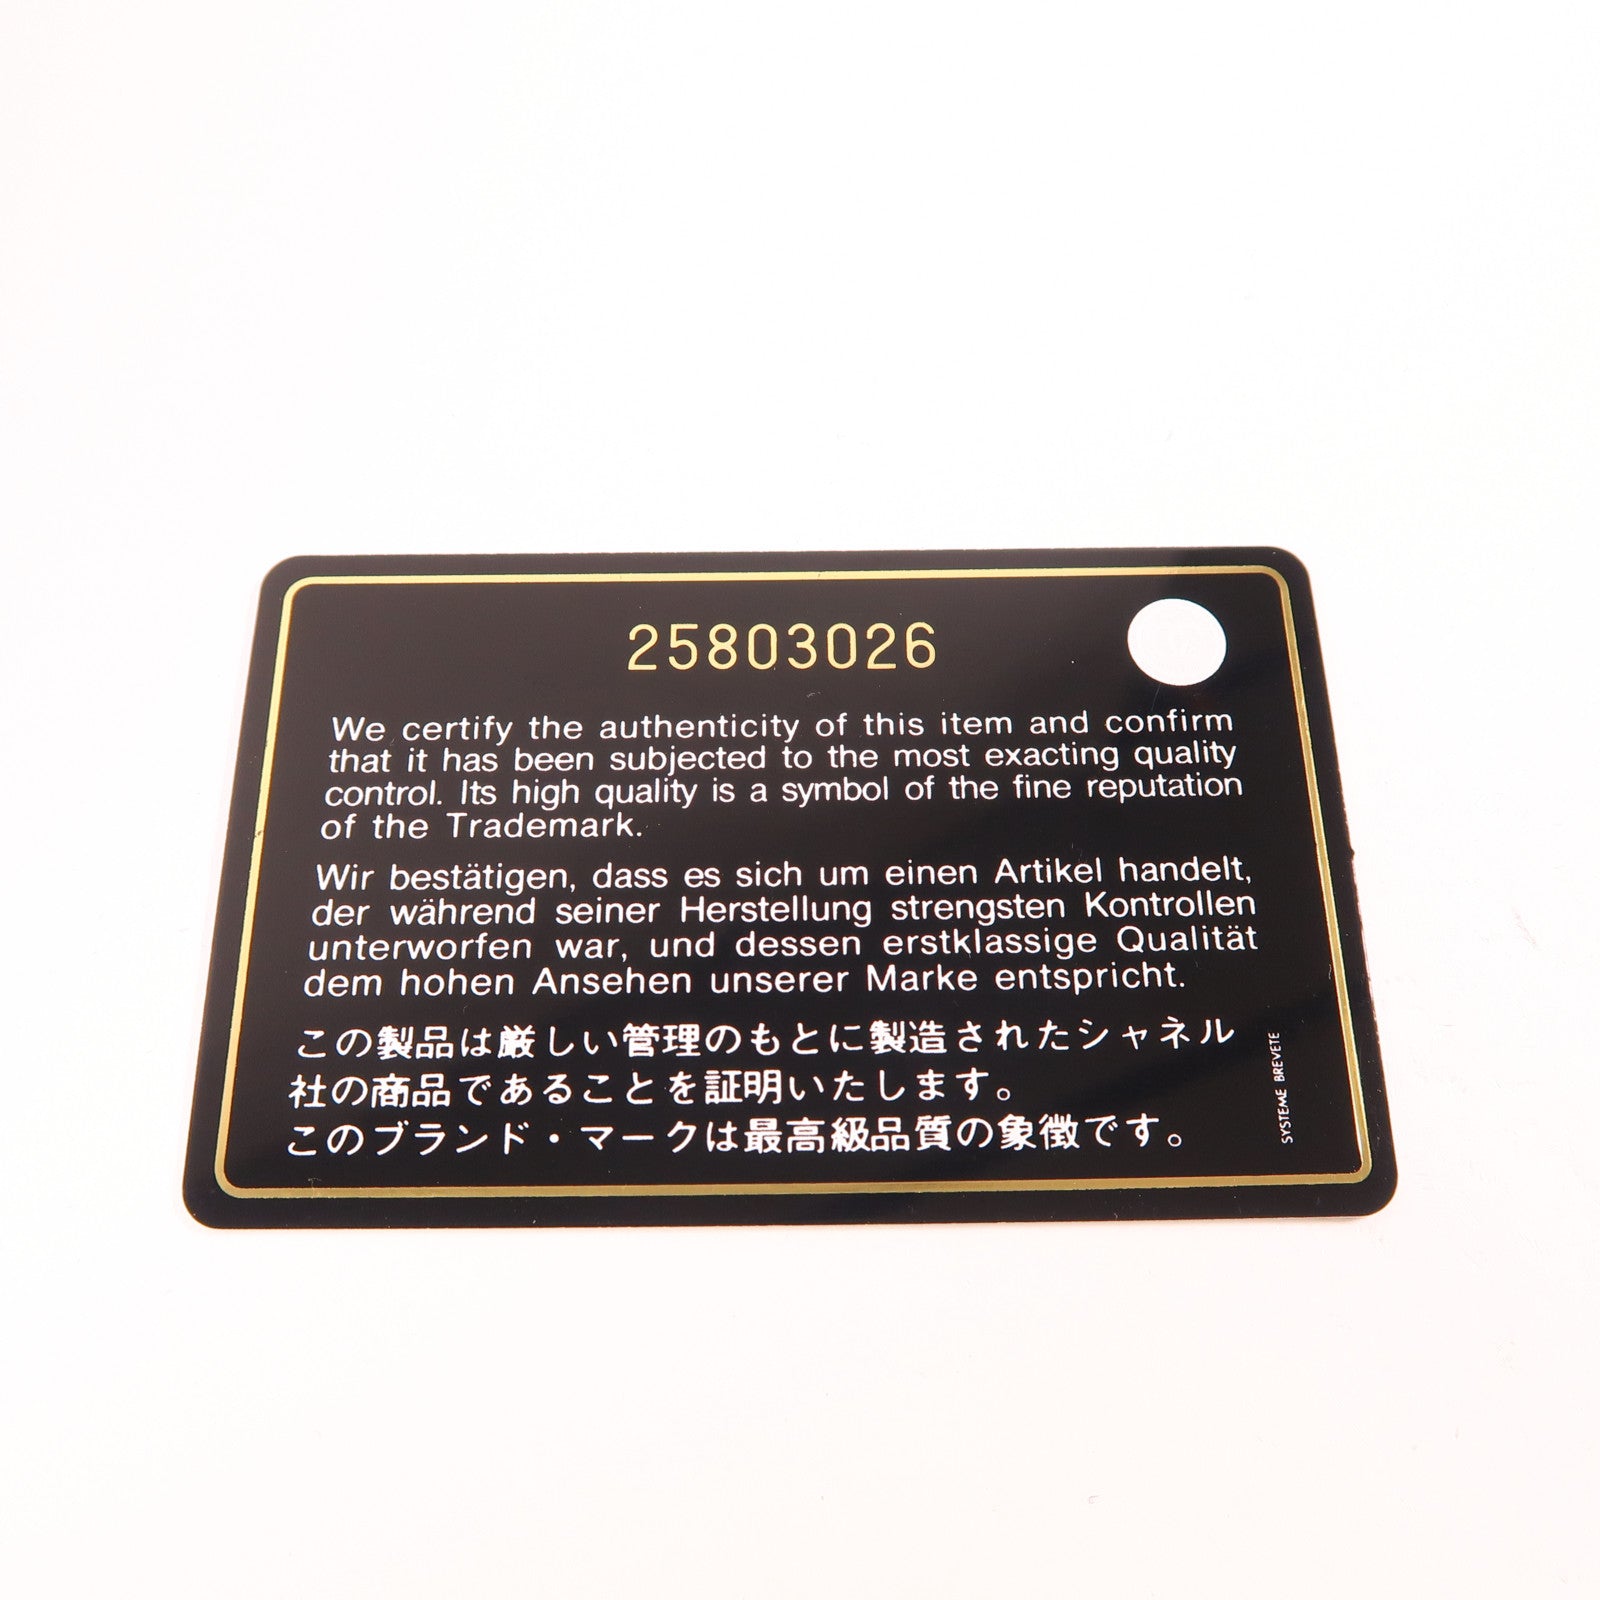 25803026
We certify the authenticity of this item and confirm
that it has been subjected to the most exacting quality
control. Its high quality is a symbol of the fine reputation
of the Trademark.
Wir bestätigen, dass es sich um einen Artikel handelt,
der während seiner Herstellung strengsten Kontrollen
unterworfen war, und dessen erstklassige Qualität
dem hohen Ansehen unserer Marke entspricht.
この製品は厳しい管理のもとに製造されたシャネル
社の商品であることを証明いたします。
このブランド・マークは最高級品質の象徴です。
SYSTEME BREVETE